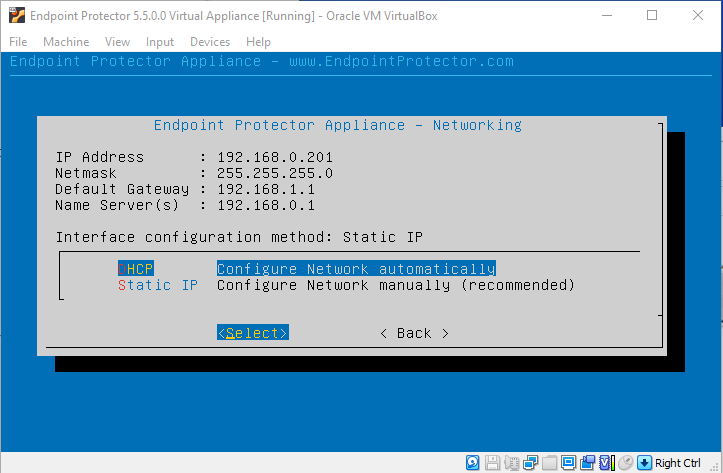 Endpoint Protector 5.5.0.0 Virtual Appliance [Running] - Oracle VM VirtualBox
File Machine View Input Devices Help
Endpoint Protector Appliance - www.EndpointProtector.com
Endpoint Protector Appliance - Networking
IP Address : 192.168.0.201
Netmask : 255.255.255.0
Default Gateway : 192.168.1.1
Name Server(s) : 192.168.0.1
Interface configuration method: Static IP
DHCP Configure Network automatically
Static IP Configure Network manually (recommended)
<Select> < Back >
Right Ctrl